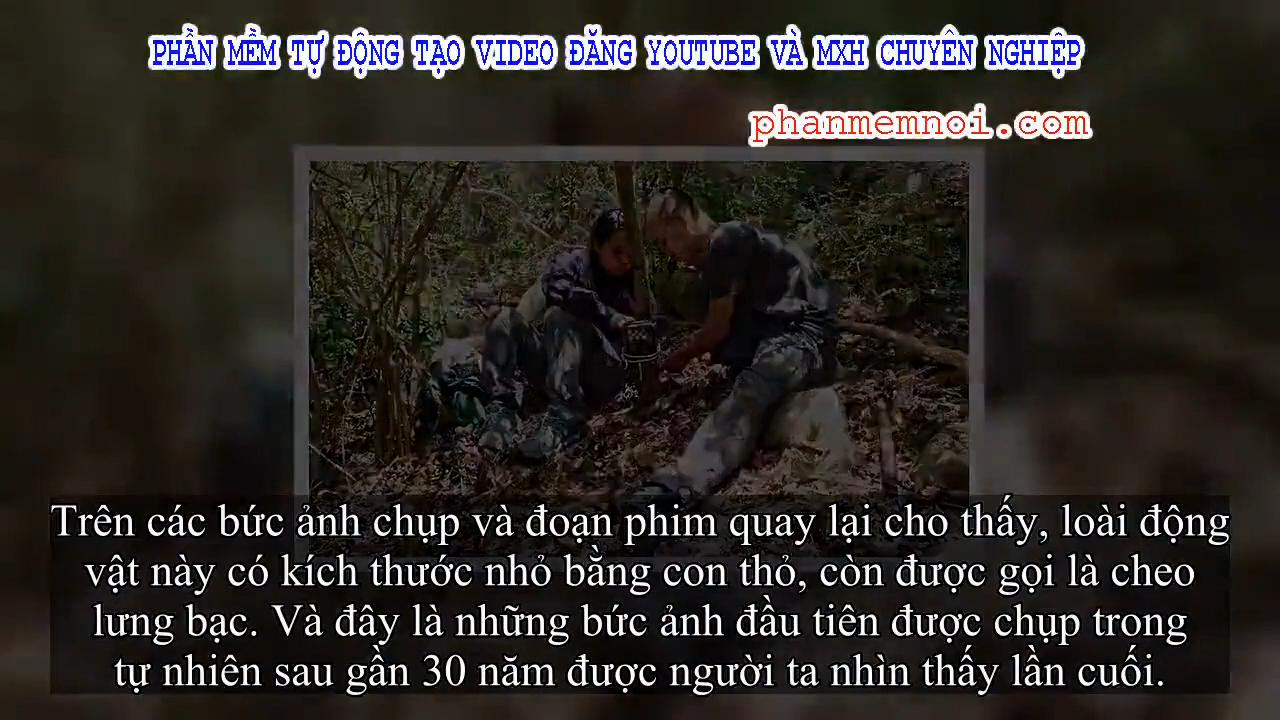 PHẦN MỀM TỰ ĐỘNG TẠO VIDEO ĐĂNG YOUTUBE VÀ MXH CHUYÊN NGHIỆP
phanmemnoi.com
Trên các bức ảnh chụp và đoạn phim quay lại cho thấy, loài động
vật này có kích thước nhỏ bằng con thỏ, còn được gọi là cheo
lưng bạc. Và đây là những bức ảnh đầu tiên được chụp trong
tự nhiên sau gần 30 năm được người ta nhìn thấy lần cuối.